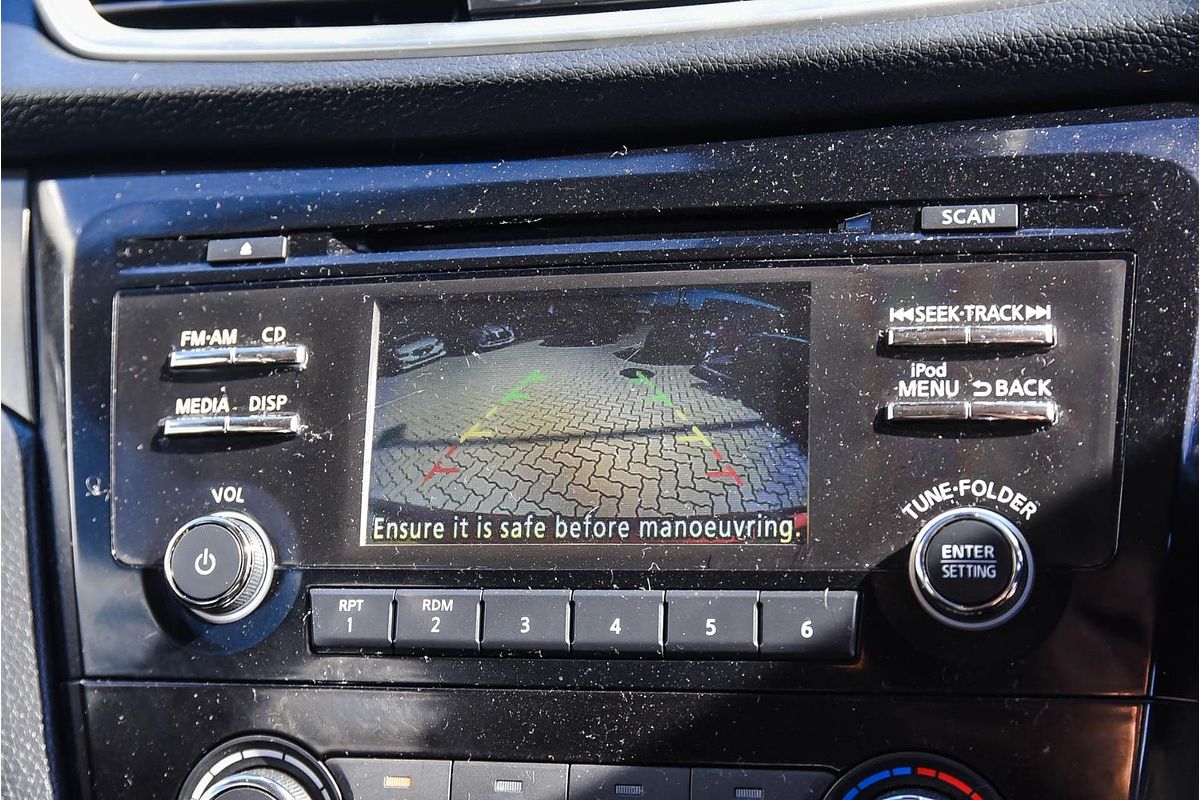 SCAN
FM·AM CD
SEEK·TRACK
iPod
MENU BACK
MEDIA DISP
VOL
TUNE·FOLDER
Ensure it is safe before manoeuvring.
ENTER
SETTING
RPT RDM
1 2 3 4 5 6